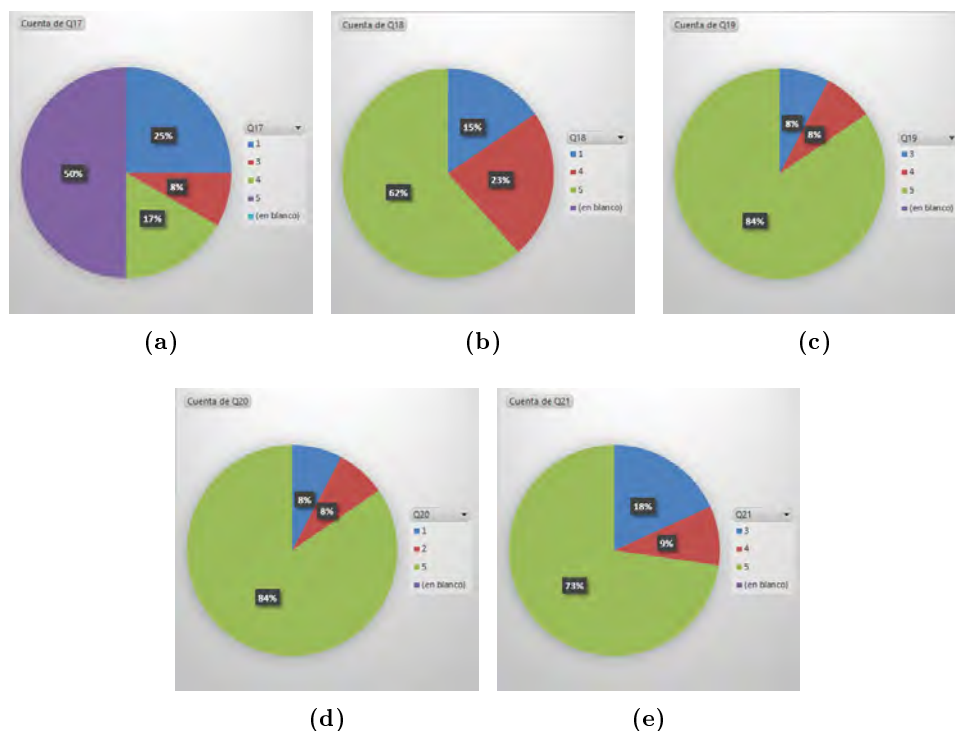 Cuenta de Q17
25%
8%
17%
50%
Q17
1
3
4
5
(en blanco)
(a)
Cuenta de Q18
15%
23%
62%
Q18
1
4
5
(en blanco)
(b)
Cuenta de Q19
8%
8%
84%
Q19
3
4
5
(en blanco)
(c)
Cuenta de Q20
8%
8%
84%
Q20
1
2
5
(en blanco)
(d)
Cuenta de Q21
18%
9%
73%
Q21
3
4
5
(en blanco)
(e)